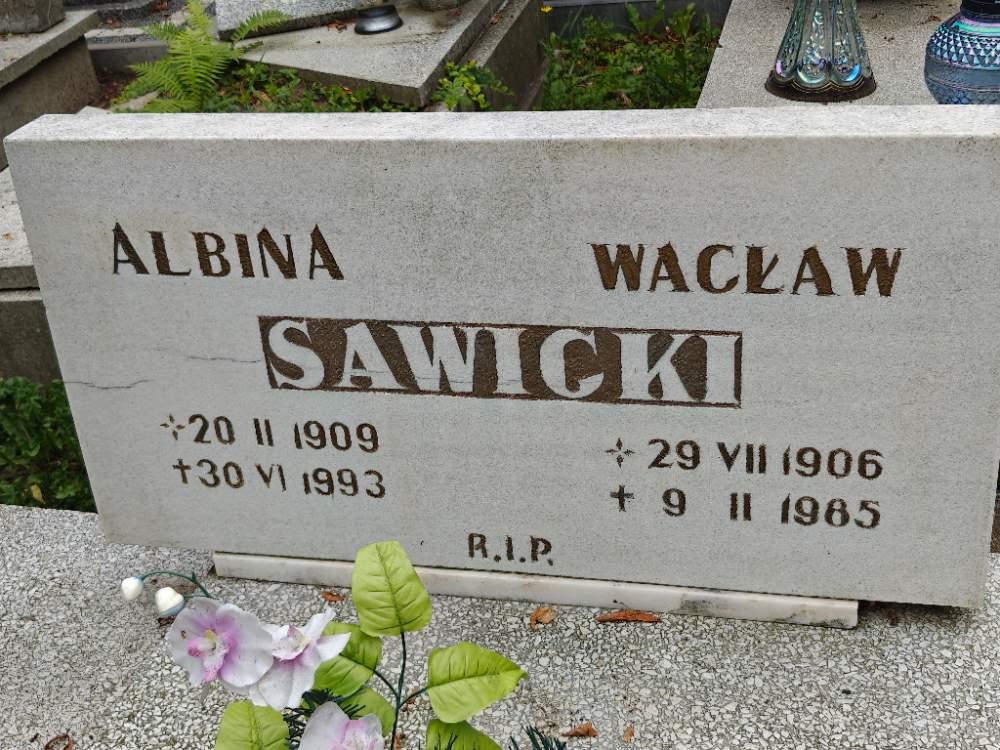 ALBINA WACŁAW
SAWICKI
20 II 1909 29 VII 1906
✝30 VI 1993 ✝ 9 II 1985
R.I.P.